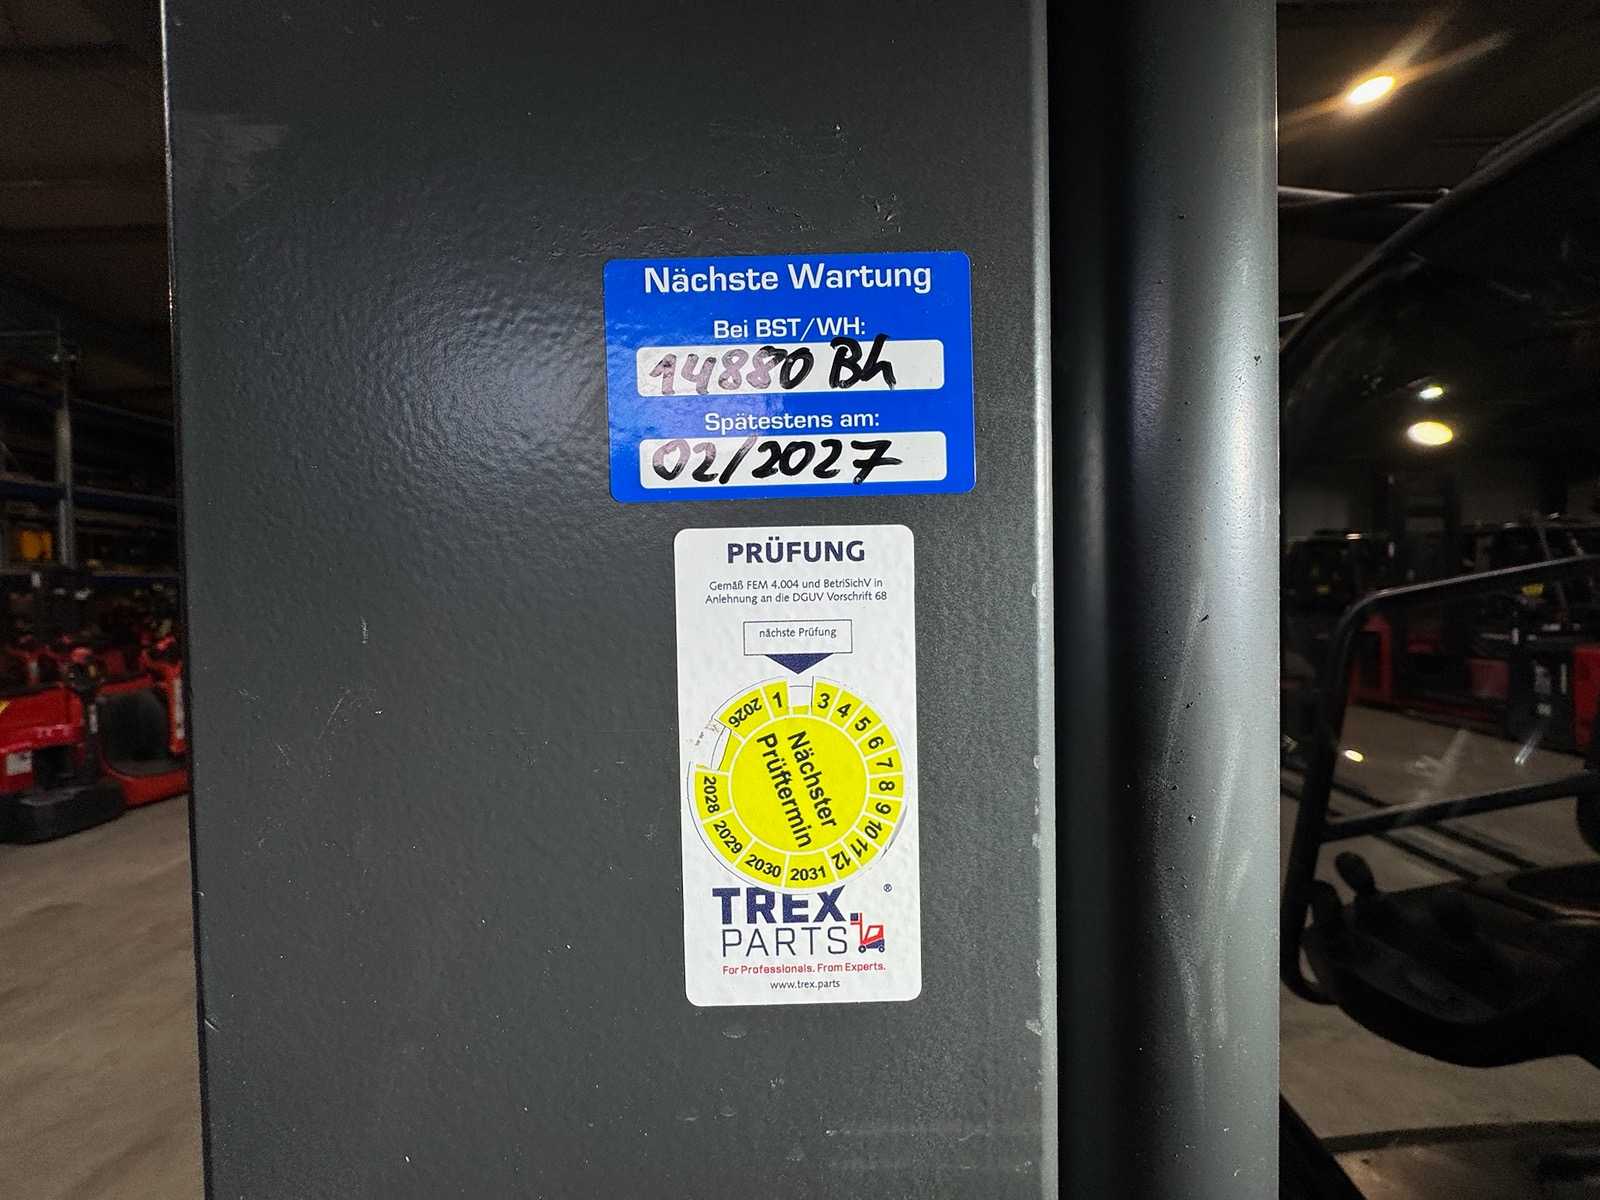 Nächste Wartung
Bei BST/WH:
14880 Bh
Spätestens am:
02/2027
PRÜFUNG
Gemäß FEM 4.004 und BetriSichV in
Anlehnung an die DGUV Vorschrift 68
nächste Prüfung
1 3 4 5 6 7 8 9 10 11 12
2031 2030 2029 2028 2026
Nächster
Prüftermin
TREX.®
PARTS
For Professionals. From Experts.
www.trex.parts